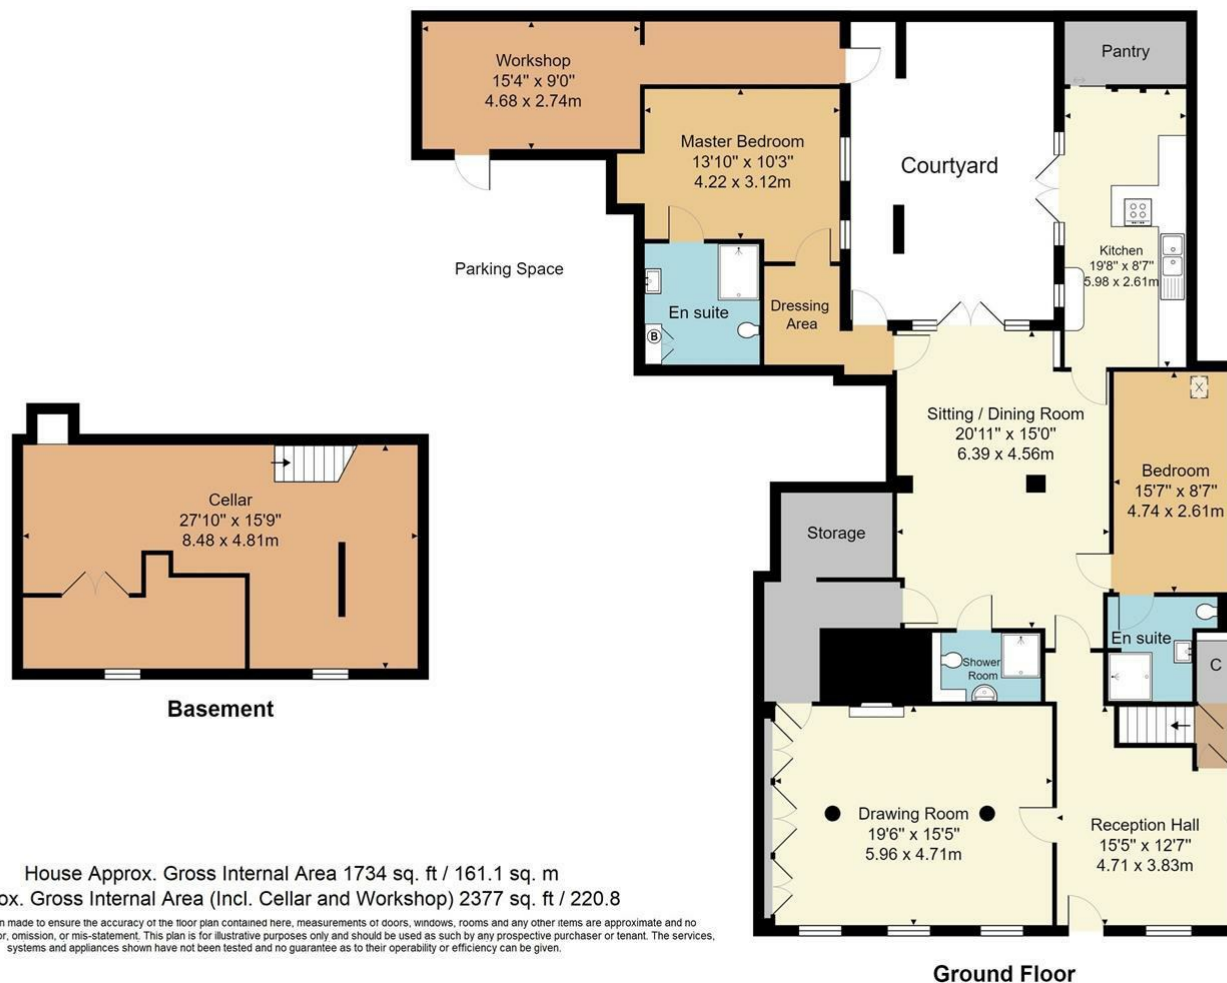 Workshop
15'4" x 9'0"
4.68 x 2.74m
Pantry
Master Bedroom
13'10" x 10'3"
4.22 x 3.12m
Courtyard
Kitchen
19'8" x 8'7"
5.98 x 2.61m
Parking Space
En suite
B
Dressing
Area
Sitting / Dining Room
20'11" x 15'0"
6.39 x 4.56m
X
Bedroom
15'7" x 8'7"
4.74 x 2.61m
Cellar
27'10" x 15'9"
8.48 x 4.81m
Storage
Shower
Room
En suite
C
Basement
Drawing Room
19'6" x 15'5"
5.96 x 4.71m
Reception Hall
15'5" x 12'7"
4.71 x 3.83m
House Approx. Gross Internal Area 1734 sq. ft / 161.1 sq. m
ox. Gross Internal Area (Incl. Cellar and Workshop) 2377 sq. ft / 220.8
n made to ensure the accuracy of the floor plan contained here, measurements of doors, windows, rooms and any other items are approximate and no
or, omission, or mis-statement. This plan is for illustrative purposes only and should be used as such by any prospective purchaser or tenant. The services,
systems and appliances shown have not been tested and no guarantee as to their operability or efficiency can be given.
Ground Floor